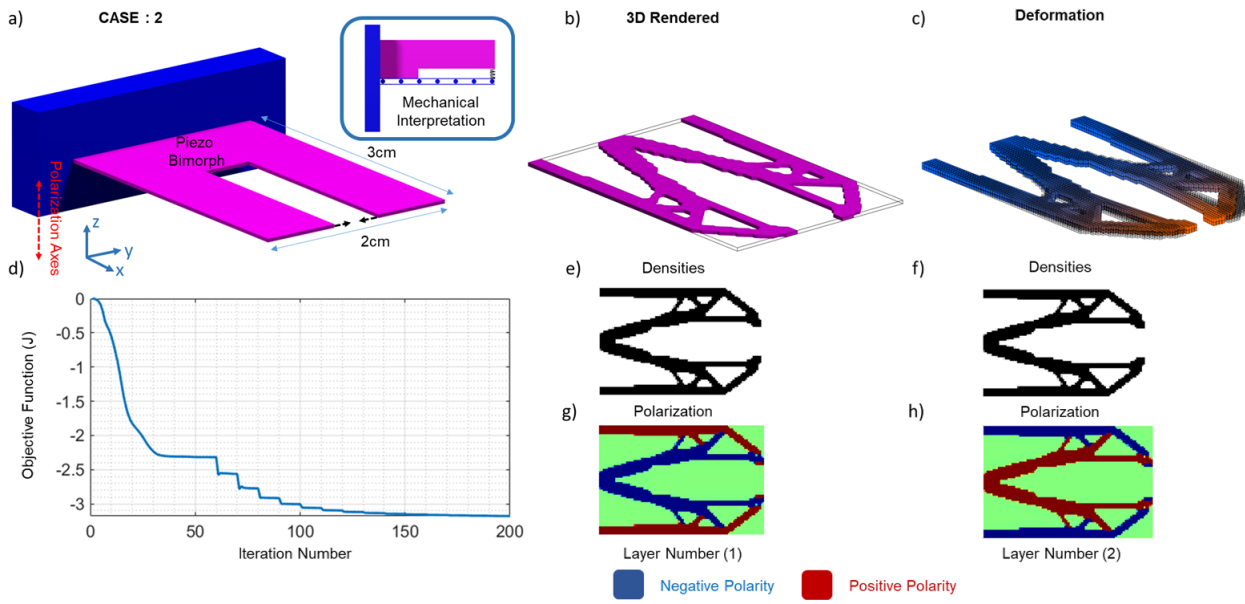 a)
CASE : 2
b)
3D Rendered
c)
Deformation
Mechanical
Interpretation
Piezo
Bimorph
3cm
2cm
Polarization Axes
z
y
x
d)
e)
Densities
f)
Densities
Objective Function (J)
0
-0.5
-1
-1.5
-2
-2.5
-3
0
50
100
150
200
Iteration Number
g)
Polarization
h)
Polarization
Layer Number (1)
Layer Number (2)
Negative Polarity
Positive Polarity